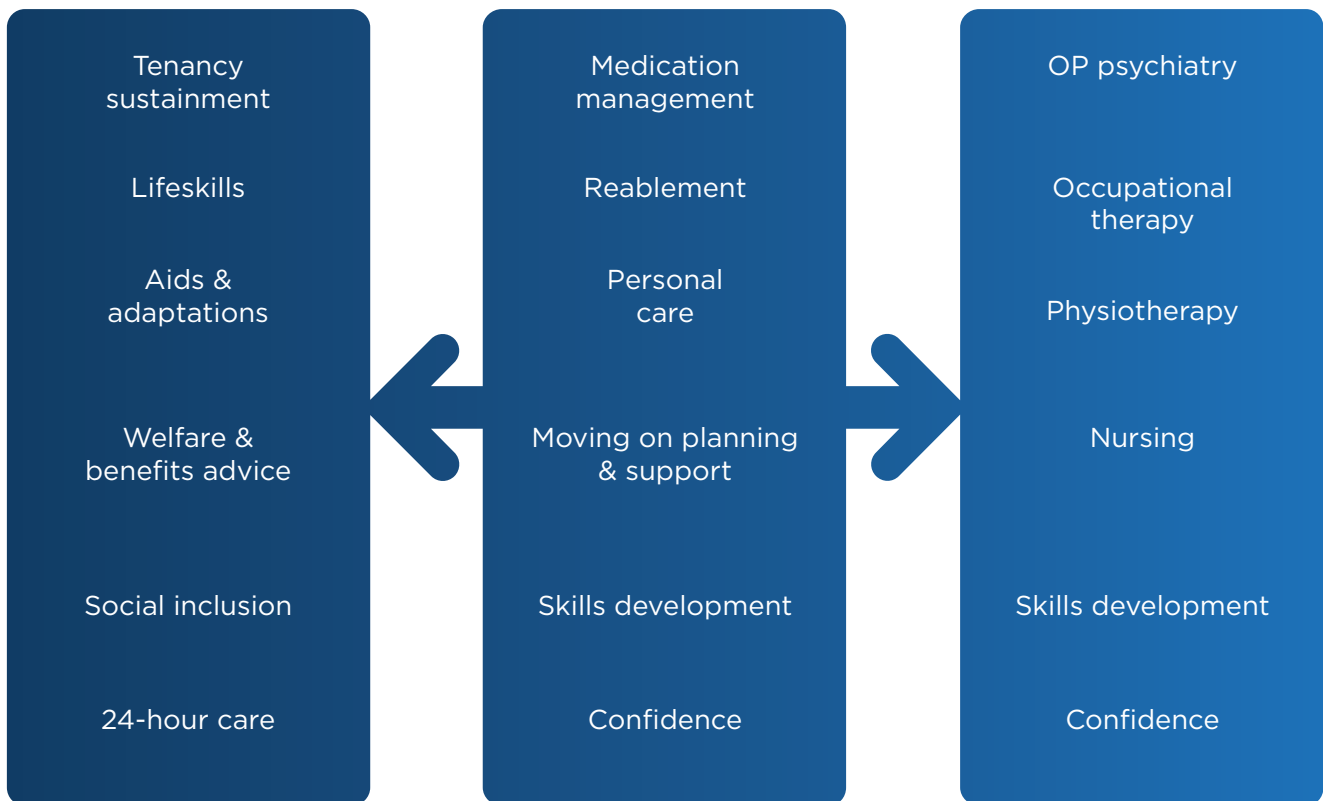 Tenancy
sustainment
Lifeskills
Aids &
adaptations
Welfare &
benefits advice
Social inclusion
24-hour care
Medication
management
Reablement
Personal
care
Moving on planning
& support
Skills development
Confidence
OP psychiatry
Occupational
therapy
Physiotherapy
Nursing
Skills development
Confidence